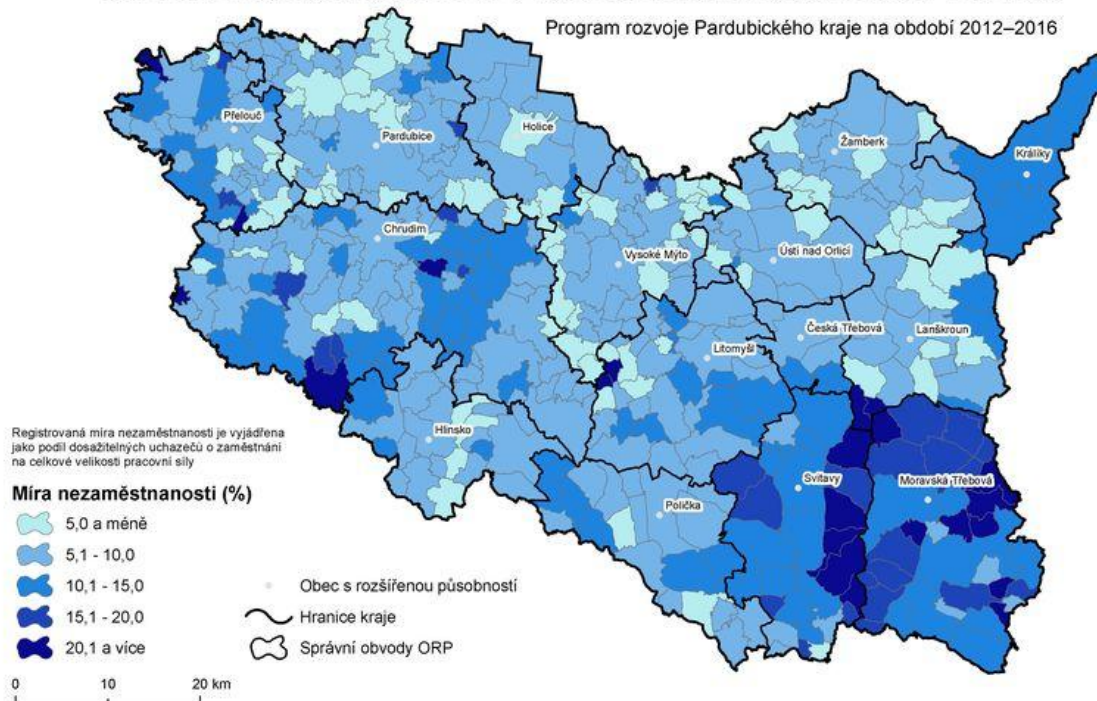 Program rozvoje Pardubického kraje na období 2012–2016
Přelouč
Pardubice
Holice
Žamberk
Králíky
Chrudim
Vysoké Mýto
Ústí nad Orlicí
Česká Třebová
Lanškroun
Litomyšl
Hlinsko
Svitavy
Moravská Třebová
Polička
Registrovaná míra nezaměstnanosti je vyjádřena
jako podíl dosažitelných uchazečů o zaměstnání
na celkové velikosti pracovní síly
Míra nezaměstnanosti (%)
5,0 a méně
5,1 - 10,0
10,1 - 15,0
15,1 - 20,0
20,1 a více
Obec s rozšířenou působností
Hranice kraje
Správní obvody ORP
0 10 20 km